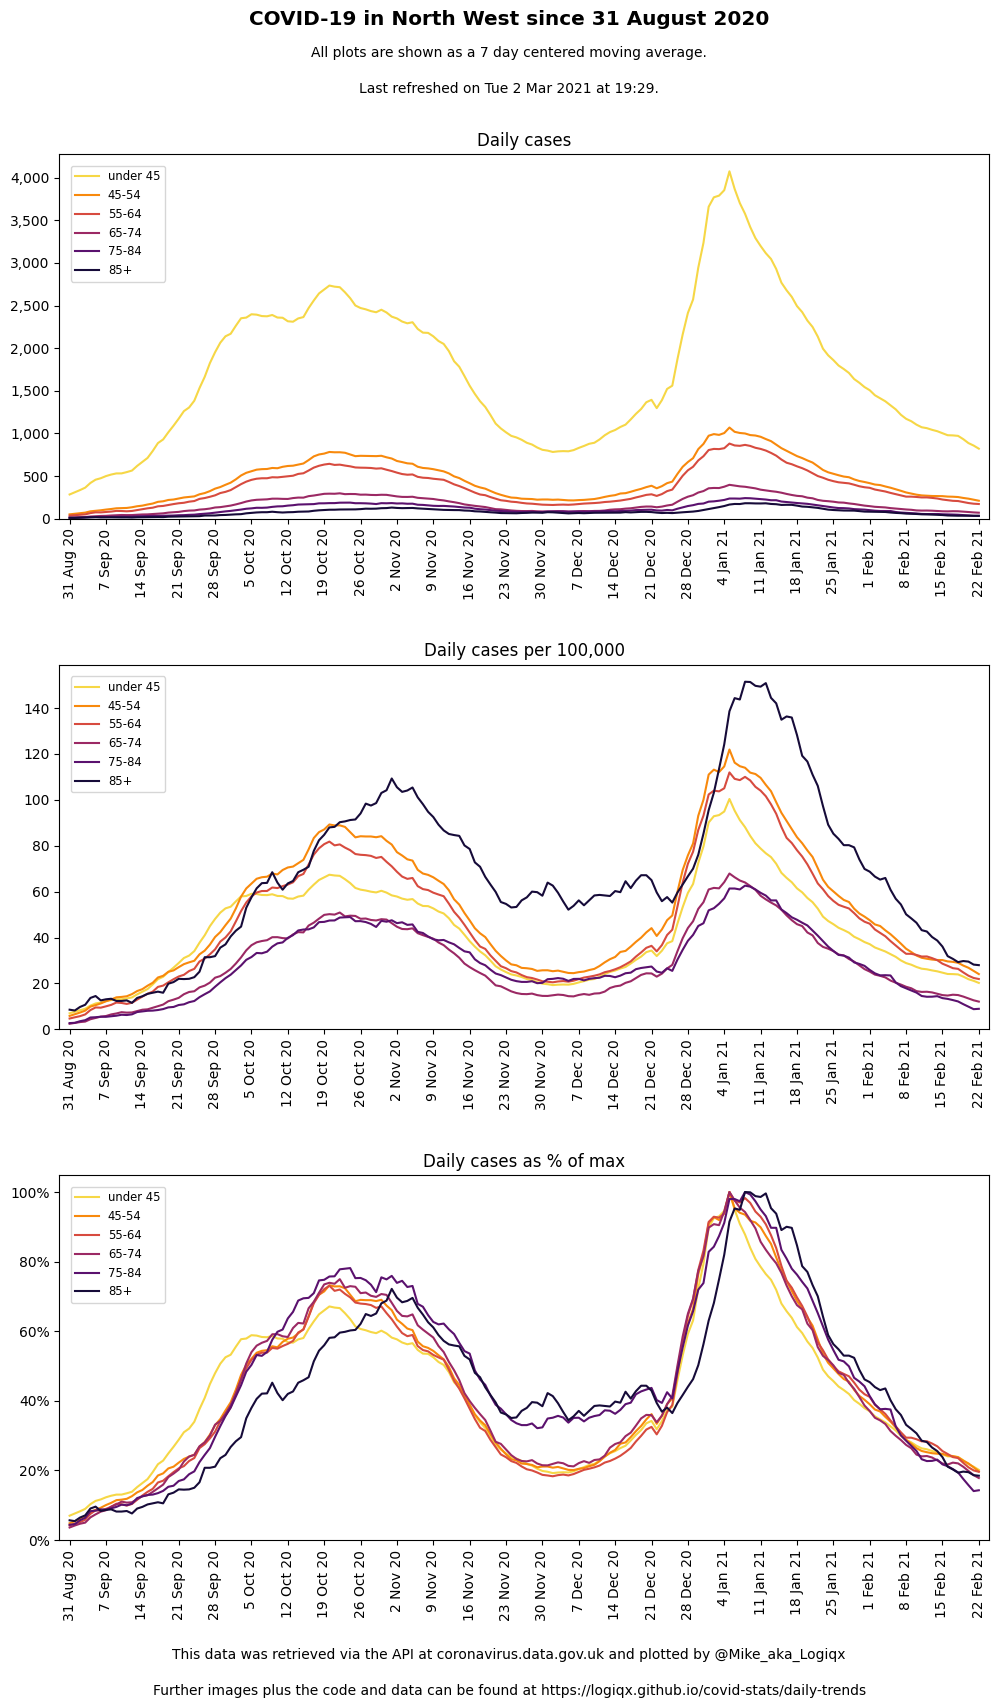 COVID-19 in North West since 31 August 2020
All plots are shown as a 7 day centered moving average.
Last refreshed on Tue 2 Mar 2021 at 19:29.
Daily cases
4,000
3,500
3,000
2,500
2,000
1,500
1,000
500
0
under 45
45-54
55-64
65-74
75-84
85+
31 Aug 20
7 Sep 20
14 Sep 20
21 Sep 20
28 Sep 20
5 Oct 20
12 Oct 20
19 Oct 20
26 Oct 20
2 Nov 20
9 Nov 20
16 Nov 20
23 Nov 20
30 Nov 20
7 Dec 20
14 Dec 20
21 Dec 20
28 Dec 20
4 Jan 21
11 Jan 21
18 Jan 21
25 Jan 21
1 Feb 21
8 Feb 21
15 Feb 21
22 Feb 21
Daily cases per 100,000
140
120
100
80
60
40
20
0
under 45
45-54
55-64
65-74
75-84
85+
31 Aug 20
7 Sep 20
14 Sep 20
21 Sep 20
28 Sep 20
5 Oct 20
12 Oct 20
19 Oct 20
26 Oct 20
2 Nov 20
9 Nov 20
16 Nov 20
23 Nov 20
30 Nov 20
7 Dec 20
14 Dec 20
21 Dec 20
28 Dec 20
4 Jan 21
11 Jan 21
18 Jan 21
25 Jan 21
1 Feb 21
8 Feb 21
15 Feb 21
22 Feb 21
Daily cases as % of max
100%
80%
60%
40%
20%
0%
under 45
45-54
55-64
65-74
75-84
85+
31 Aug 20
7 Sep 20
14 Sep 20
21 Sep 20
28 Sep 20
5 Oct 20
12 Oct 20
19 Oct 20
26 Oct 20
2 Nov 20
9 Nov 20
16 Nov 20
23 Nov 20
30 Nov 20
7 Dec 20
14 Dec 20
21 Dec 20
28 Dec 20
4 Jan 21
11 Jan 21
18 Jan 21
25 Jan 21
1 Feb 21
8 Feb 21
15 Feb 21
22 Feb 21
This data was retrieved via the API at coronavirus.data.gov.uk and plotted by @Mike_aka_Logiqx
Further images plus the code and data can be found at https://logiqx.github.io/covid-stats/daily-trends